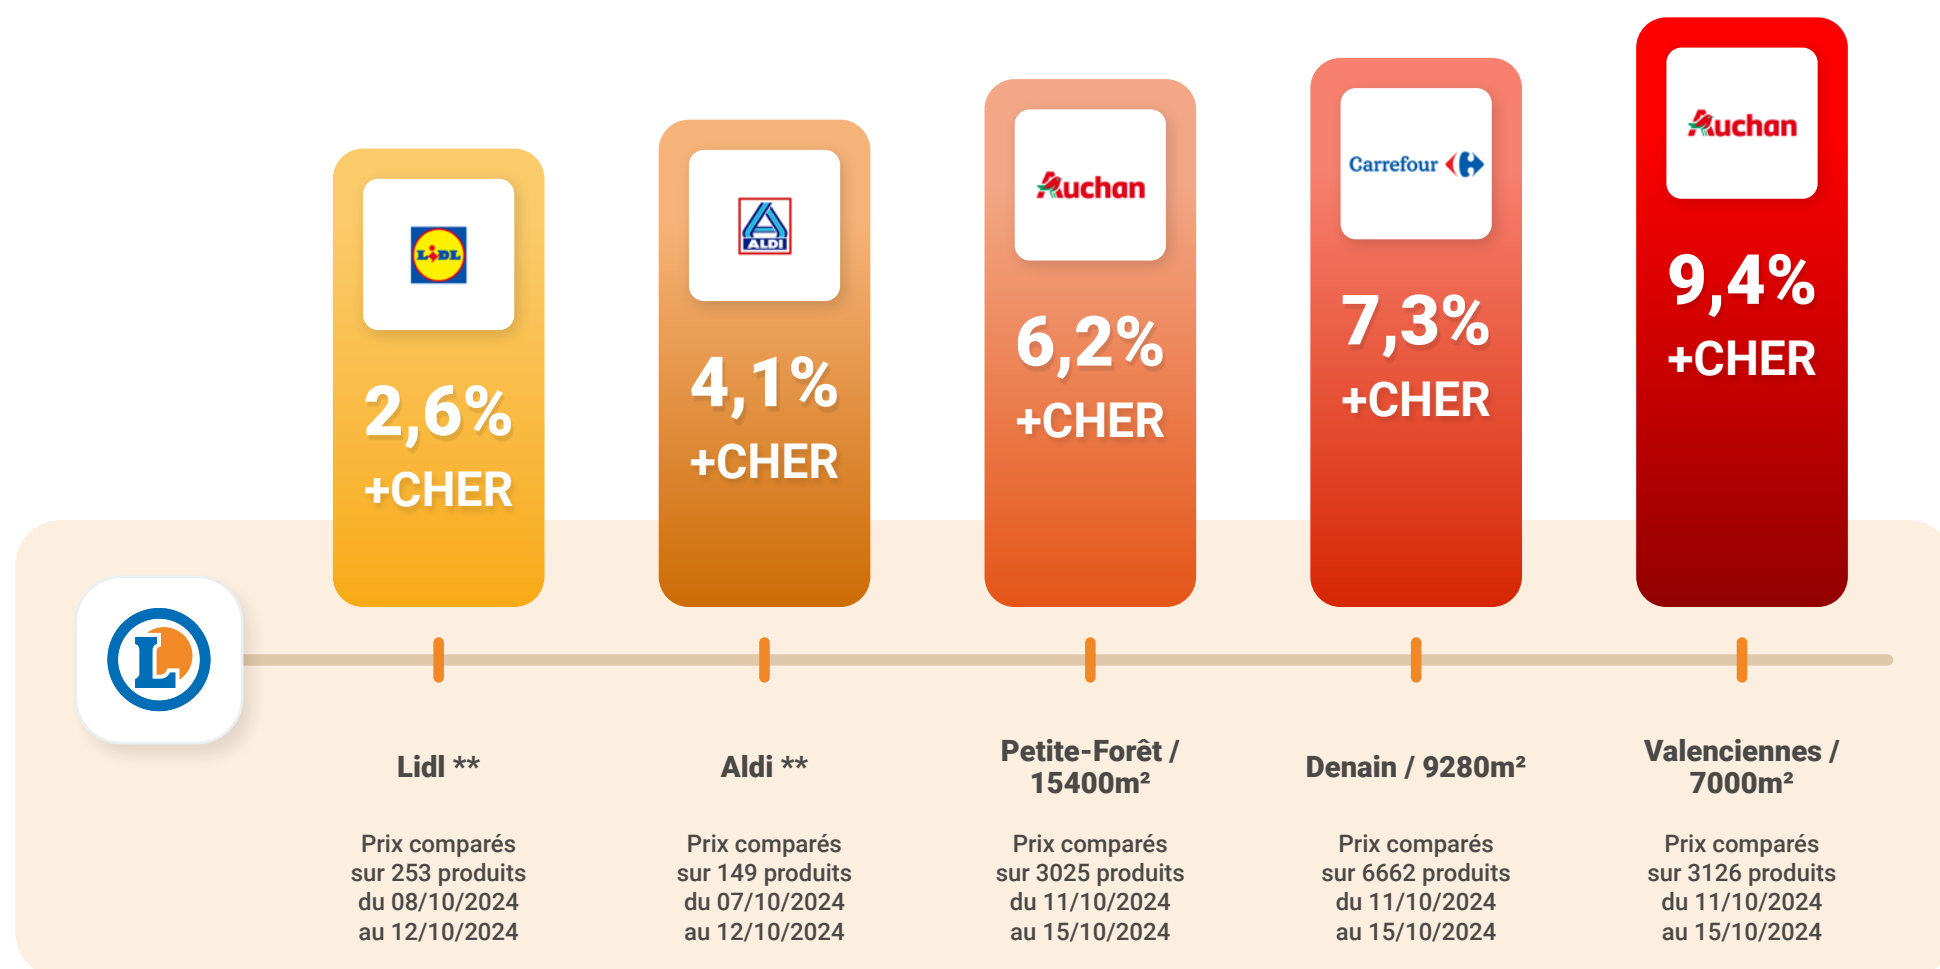 LIDL
2,6%
+CHER
ALDI
4,1%
+CHER
Auchan
6,2%
+CHER
Carrefour
7,3%
+CHER
Auchan
9,4%
+CHER
L
Lidl **
Prix comparés
sur 253 produits
du 08/10/2024
au 12/10/2024
Aldi **
Prix comparés
sur 149 produits
du 07/10/2024
au 12/10/2024
Petite-Forêt /
15400m²
Prix comparés
sur 3025 produits
du 11/10/2024
au 15/10/2024
Denain / 9280m²
Prix comparés
sur 6662 produits
du 11/10/2024
au 15/10/2024
Valenciennes /
7000m²
Prix comparés
sur 3126 produits
du 11/10/2024
au 15/10/2024